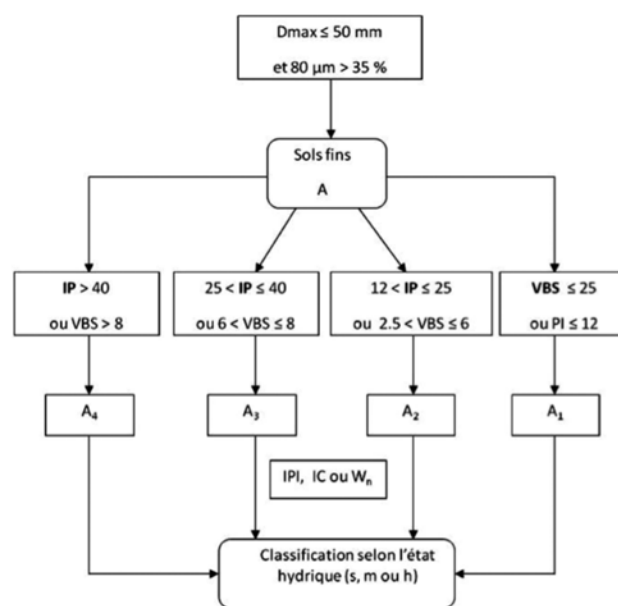 Dmax ≤ 50 mm
et 80 µm > 35 %
Sols fins
A
IP > 40
ou VBS > 8
25 < IP ≤ 40
ou 6 < VBS ≤ 8
12 < IP ≤ 25
ou 2.5 < VBS ≤ 6
VBS ≤ 25
ou PI ≤ 12
A₄
A₃
A₂
A₁
IPI, IC ou Wₙ
Classification selon l'état
hydrique (s, m ou h)